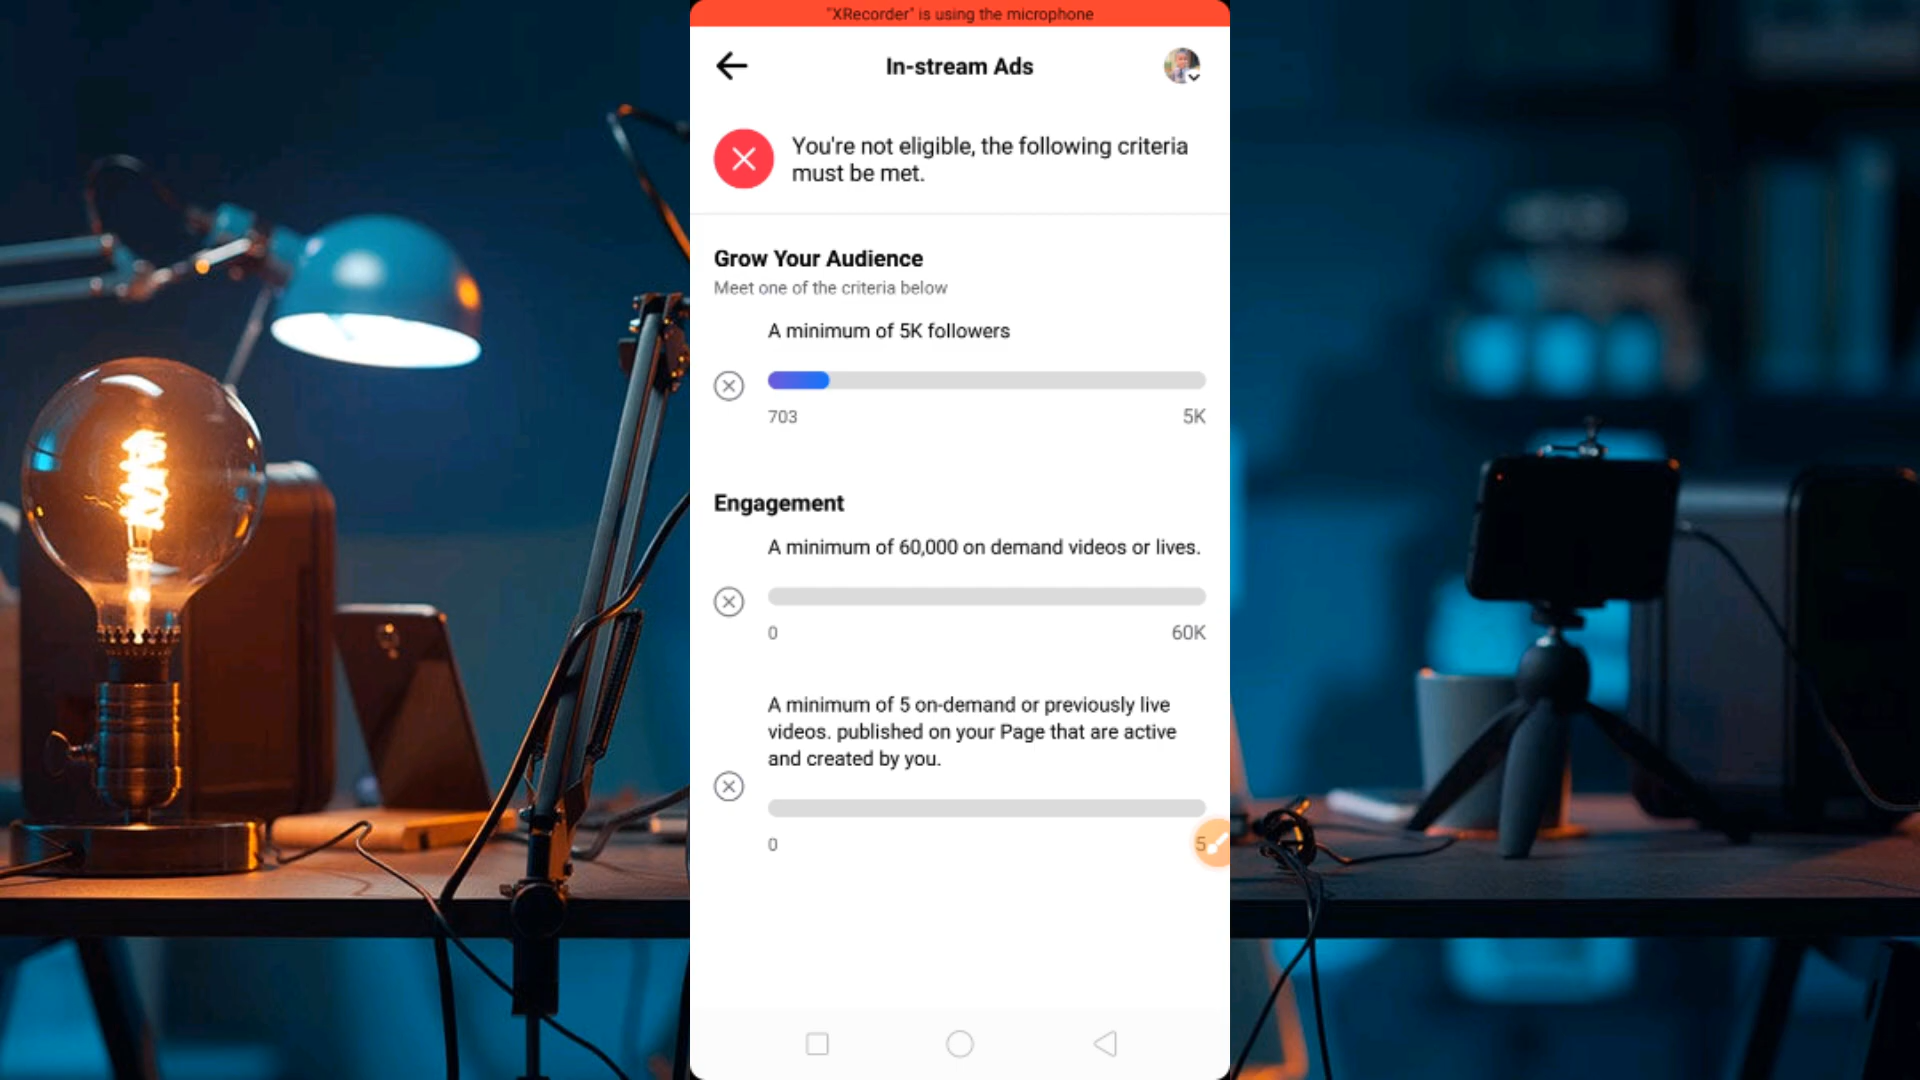 "XRecorder" is using the microphone
In-stream Ads
You're not eligible, the following criteria
must be met.
Grow Your Audience
Meet one of the criteria below
A minimum of 5K followers
703 5K
Engagement
A minimum of 60,000 on demand videos or lives.
0 60K
A minimum of 5 on-demand or previously live
videos. published on your Page that are active
and created by you.
0 5